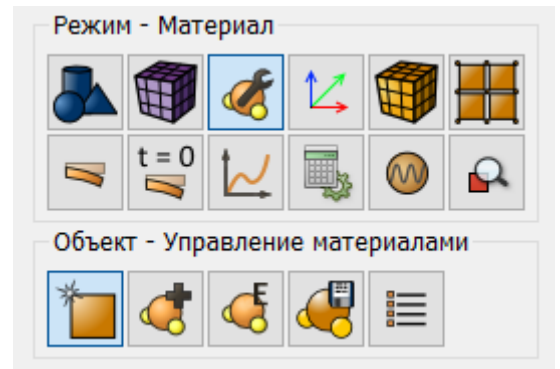 Режим - Материал
t = 0
Объект - Управление материалами
E